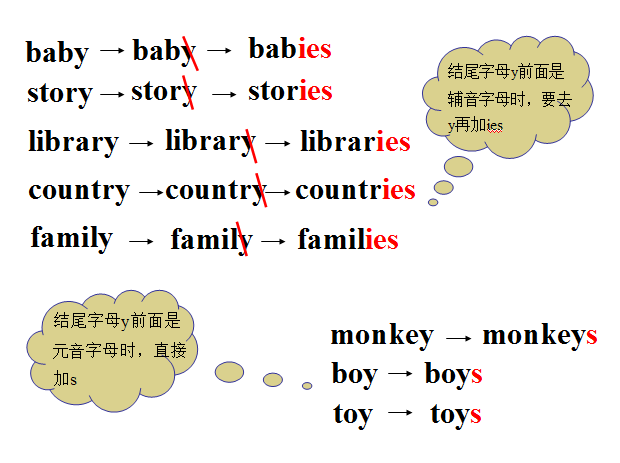 baby → baby → babies
story → story → stories
library → library → libraries
country → country → countries
family → family → families
结尾字母y前面是
辅音字母时，要去
y再加ies
结尾字母y前面是
元音字母时，直接
加s
monkey → monkeys
boy → boys
toy → toys